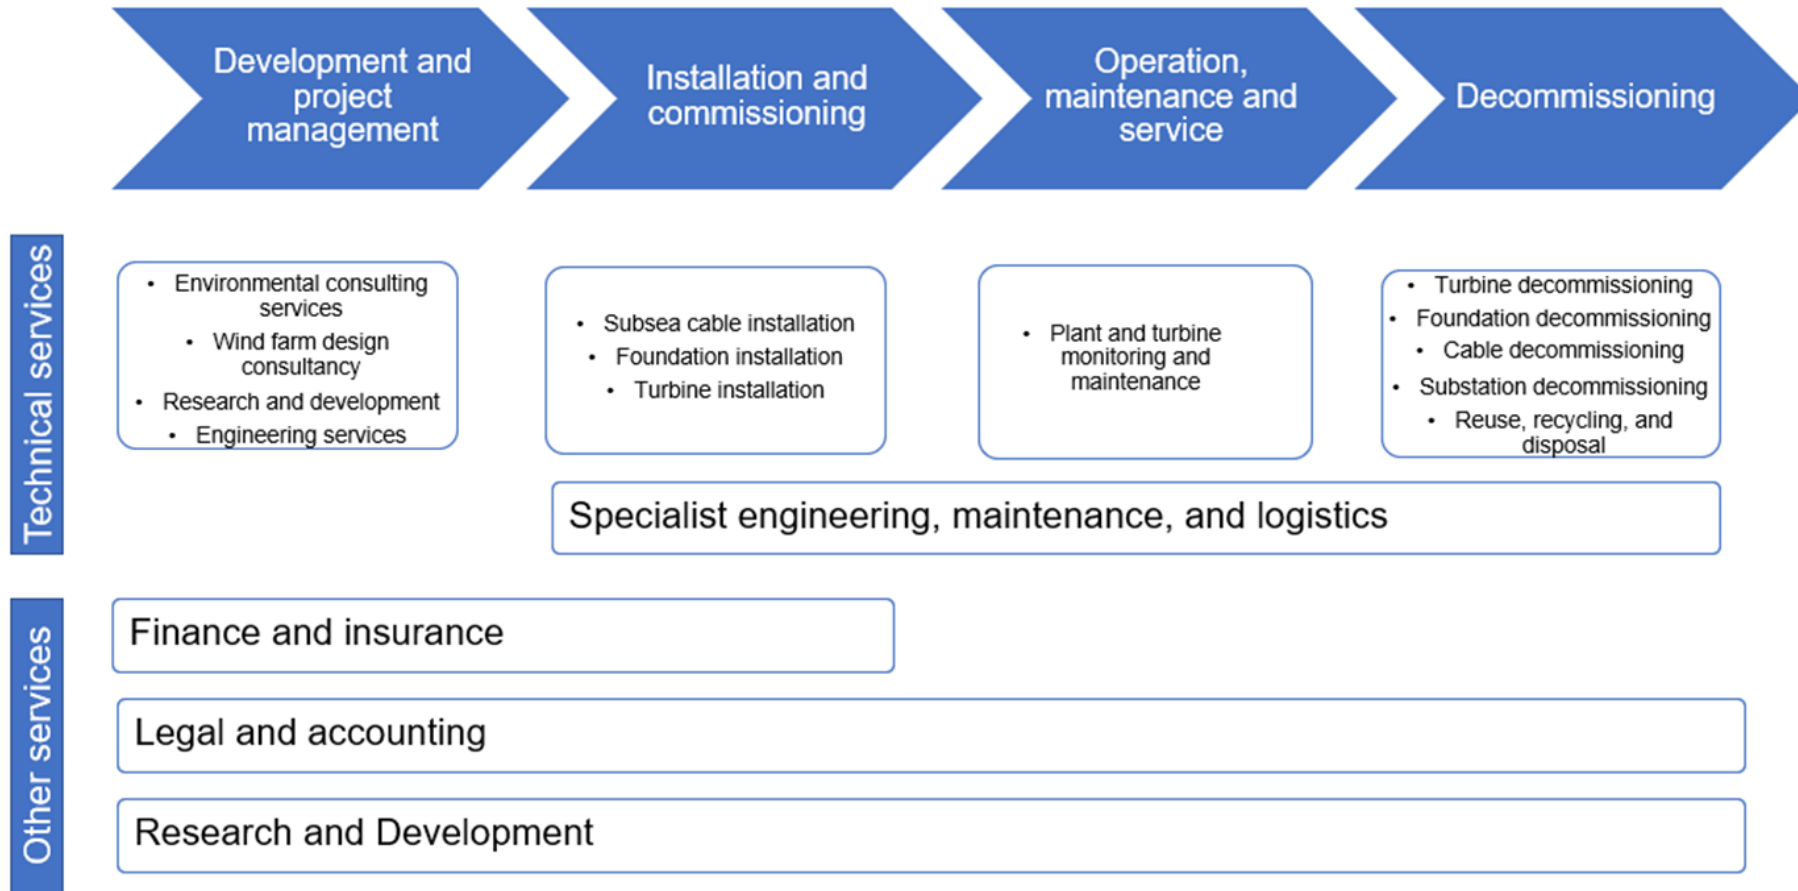 Development and
project
management
Installation and
commissioning
Operation,
maintenance and
service
Decommissioning
Technical services
• Environmental consulting
services
• Wind farm design
consultancy
• Research and development
• Engineering services
• Subsea cable installation
• Foundation installation
• Turbine installation
• Plant and turbine
monitoring and
maintenance
• Turbine decommissioning
• Foundation decommissioning
• Cable decommissioning
• Substation decommissioning
• Reuse, recycling, and
disposal
Specialist engineering, maintenance, and logistics
Other services
Finance and insurance
Legal and accounting
Research and Development